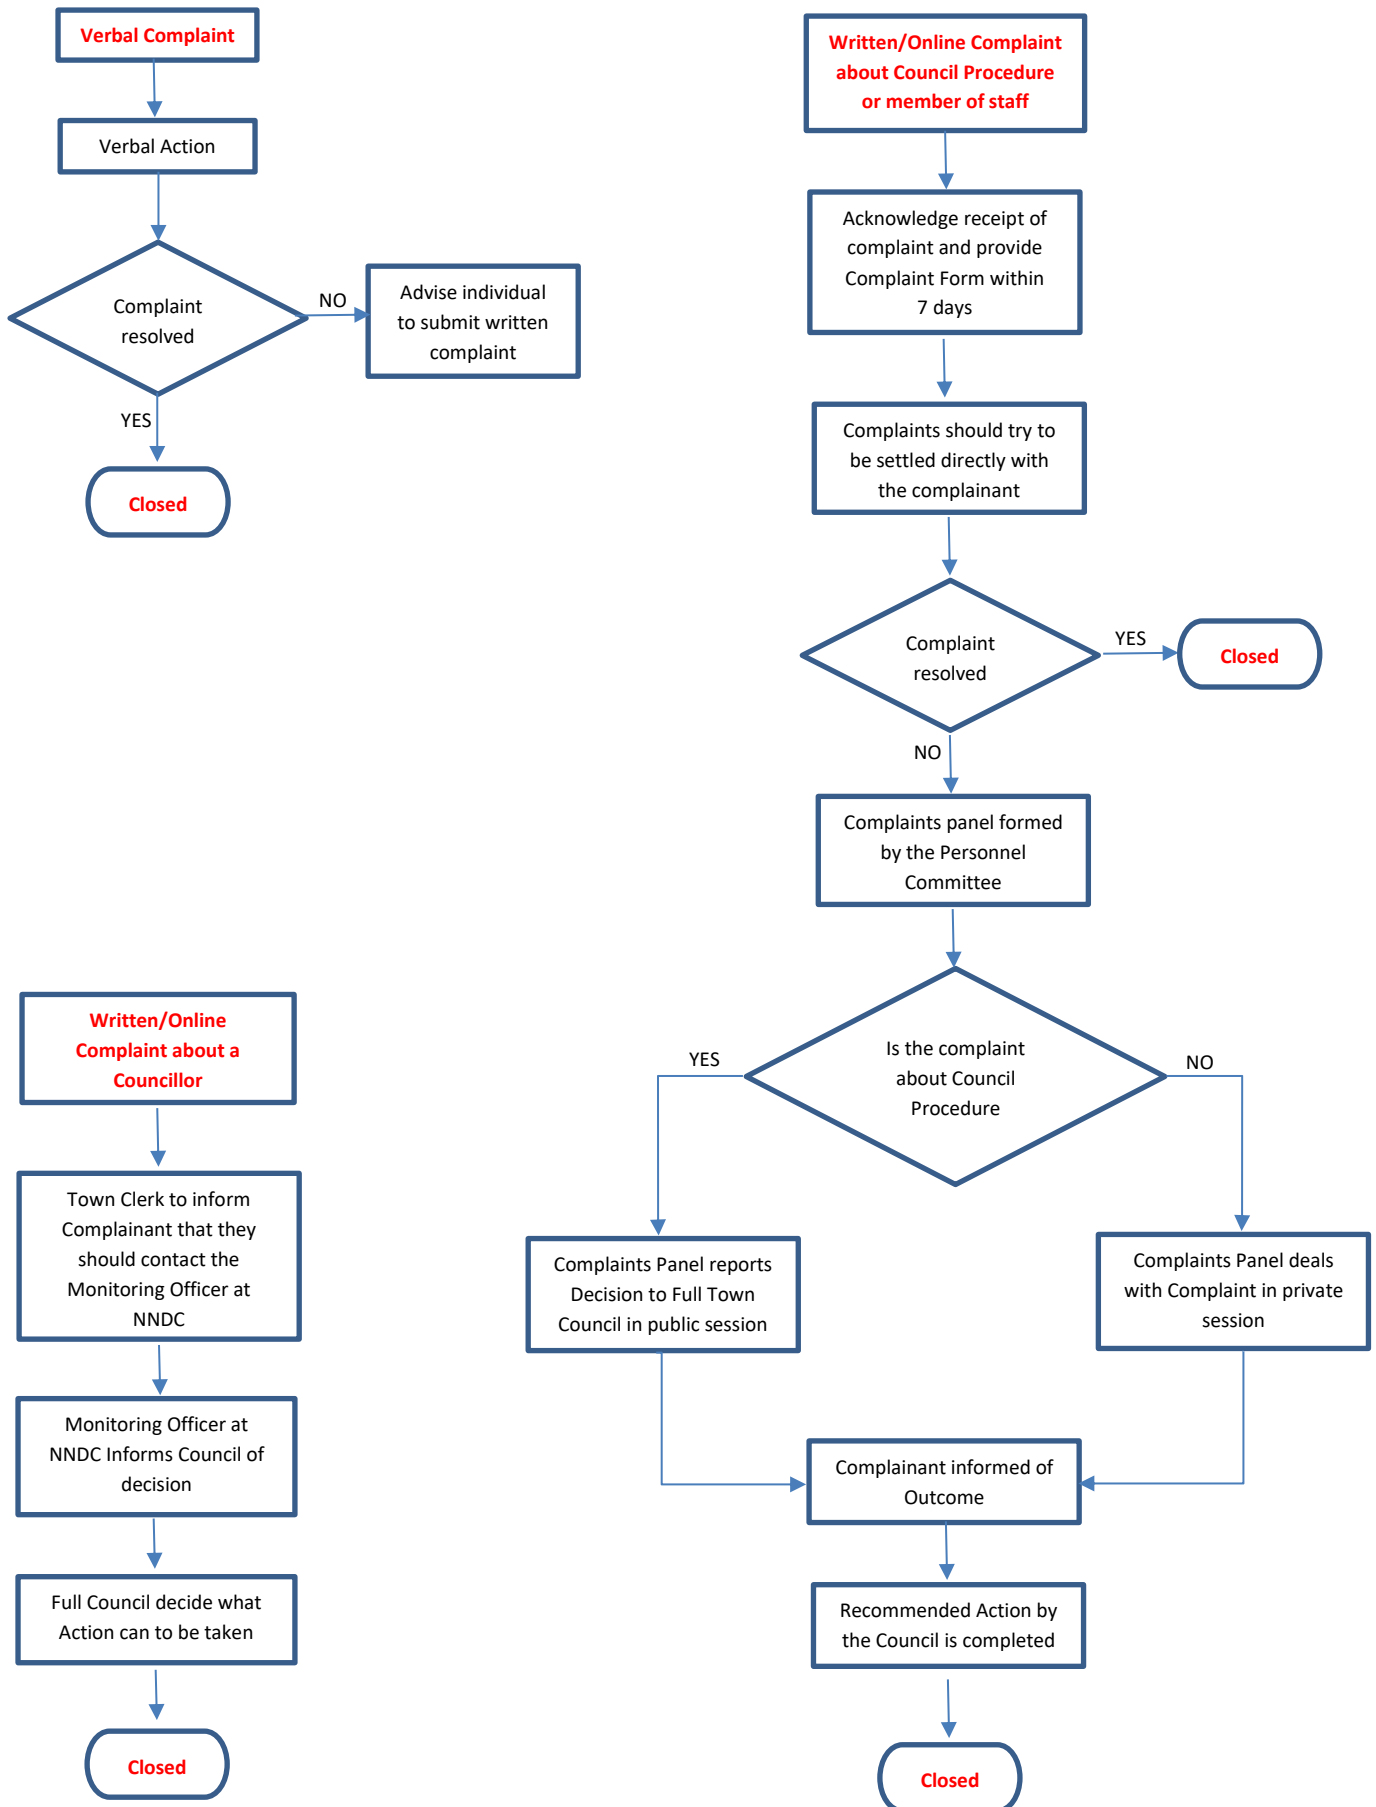 Verbal Complaint
Verbal Action
Complaint
resolved
NO
Advise individual
to submit written
complaint
YES
Closed
Written/Online Complaint
about Council Procedure
or member of staff
Acknowledge receipt of
complaint and provide
Complaint Form within
7 days
Complaints should try to
be settled directly with
the complainant
Complaint
resolved
YES
Closed
NO
Complaints panel formed
by the Personnel
Committee
Is the complaint
about Council
Procedure
YES
NO
Complaints Panel reports
Decision to Full Town
Council in public session
Complaints Panel deals
with Complaint in private
session
Complainant informed of
Outcome
Recommended Action by
the Council is completed
Closed
Written/Online
Complaint about a
Councillor
Town Clerk to inform
Complainant that they
should contact the
Monitoring Officer at
NNDC
Monitoring Officer at
NNDC Informs Council of
decision
Full Council decide what
Action can to be taken
Closed